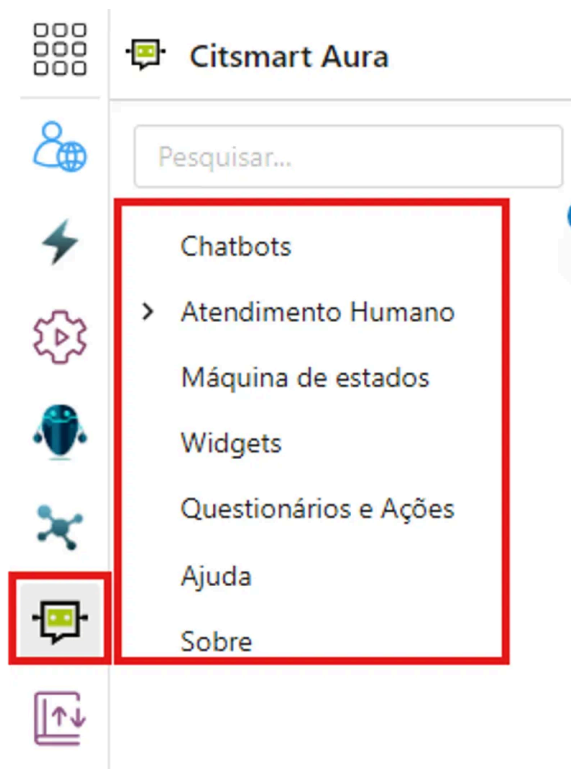 Citsmart Aura
Pesquisar...
Chatbots
Atendimento Humano
Máquina de estados
Widgets
Questionários e Ações
Ajuda
Sobre